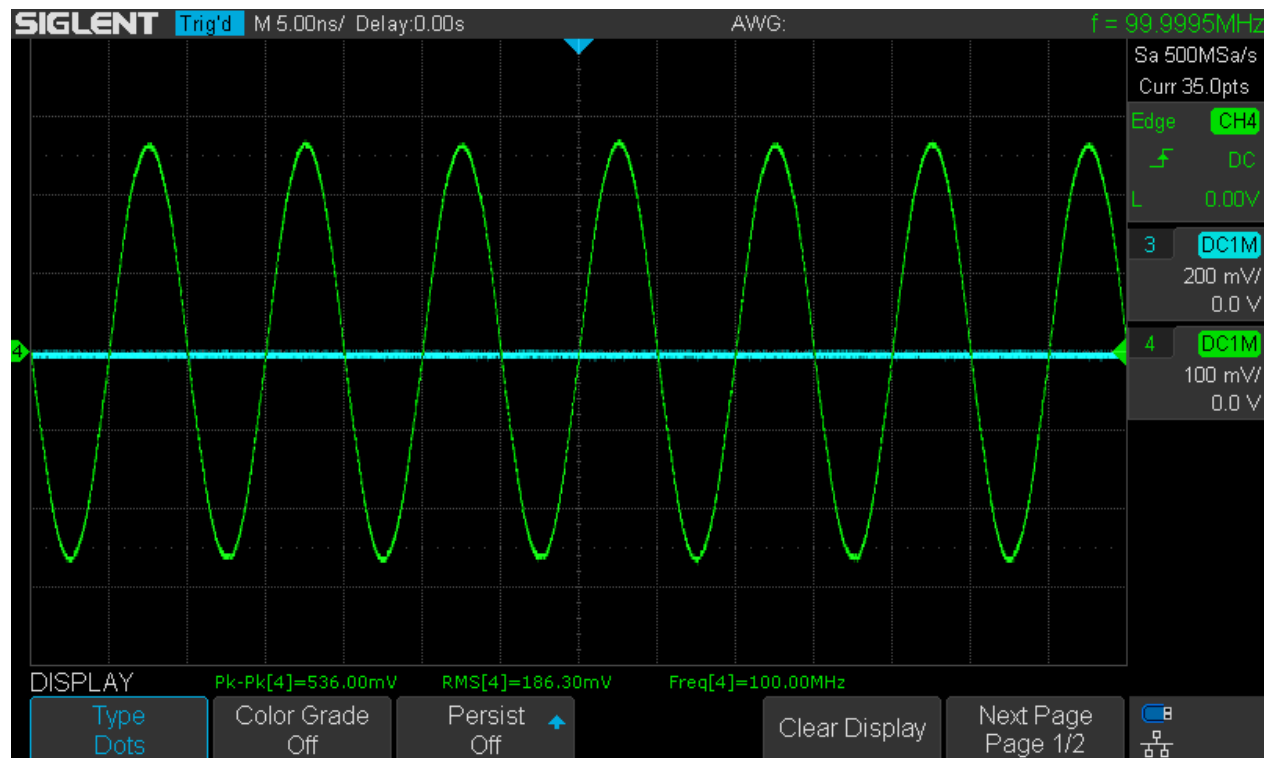 SIGLENT Trig'd M 5.00ns/ Delay:0.00s AWG: f = 99.9995MHz
Sa 500MSa/s
Curr 35.0pts
Edge CH4
DC
L 0.00V
3 DC1M
200 mV/
0.0 V
4
4 DC1M
100 mV/
0.0 V
DISPLAY Pk-Pk[4]=536.00mV RMS[4]=186.30mV Freq[4]=100.00MHz
Type Color Grade Persist Clear Display Next Page
Dots Off Off Page 1/2